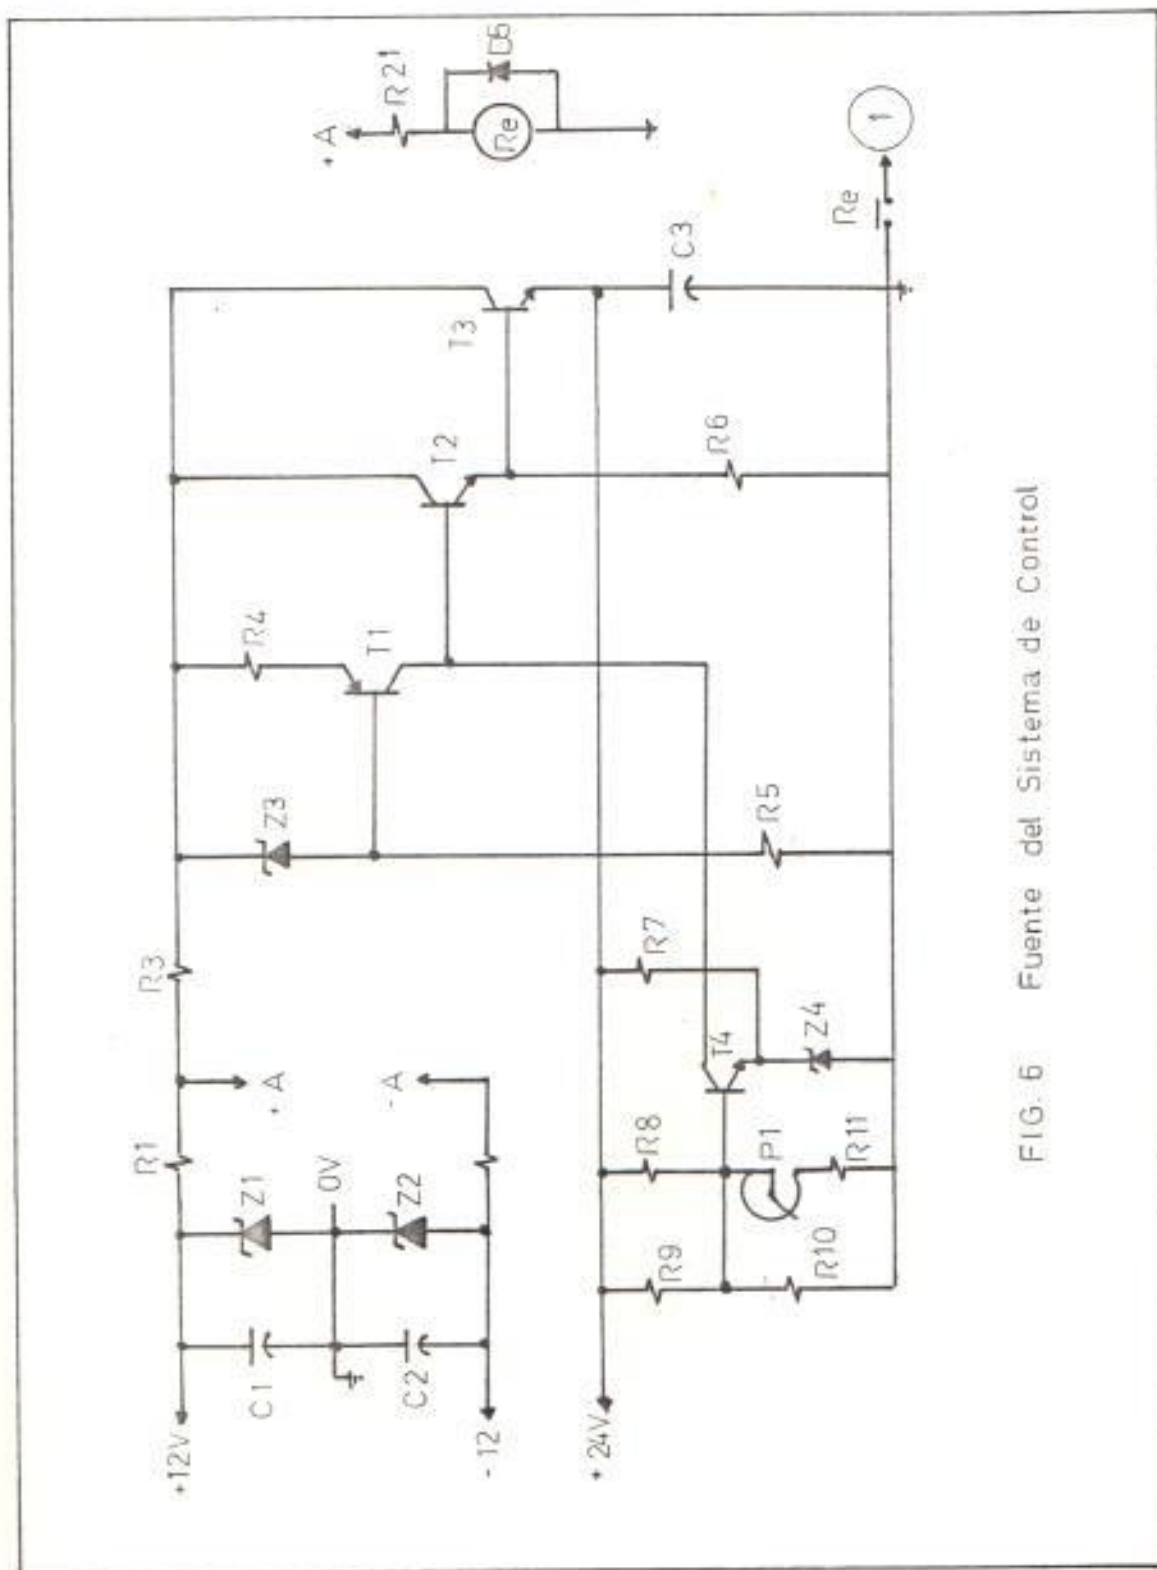 +12V
C1
C2
-12
Z1
0V
Z2
R1
+A
-A
R3
Z3
R4
T1
T2
T3
+A
R21
Re
D6
+24V
R9
R10
R8
P1
R11
T4
Z4
R7
R5
R6
C3
Re
1
FIG. 6 Fuente del Sistema de Control